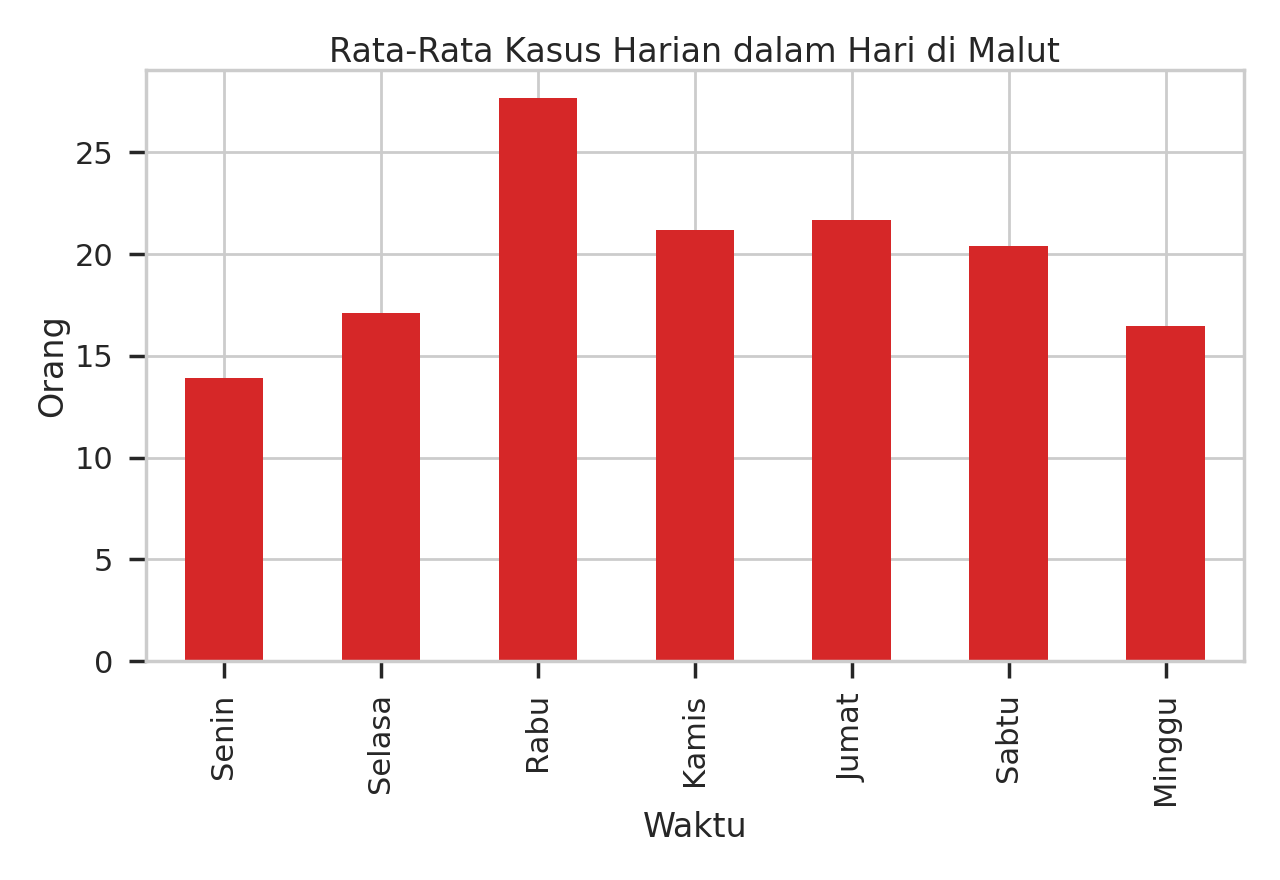 Rata-Rata Kasus Harian dalam Hari di Malut
Orang
25
20
15
10
5
0
Senin
Selasa
Rabu
Kamis
Jumat
Sabtu
Minggu
Waktu